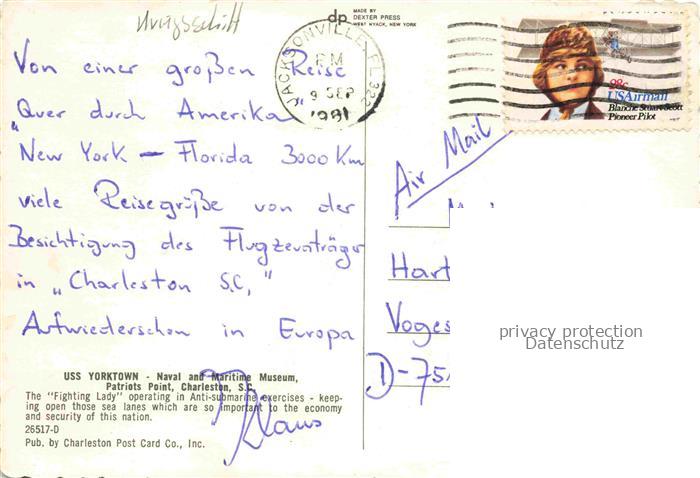 Kriegsschiff
dp MADE BY
DEXTER PRESS
WEST NYACK, NEW YORK
JACKSONVILLE, FL 322
PM
9 SEP
1981
28c
USAirmail
Blanche Stuart Scott
Pioneer Pilot
Von einer großen Reise
"Quer durch Amerika"
New York — Florida 3000 Km
viele Reisegrüße von der
Besichtigung des Flugzeugträger
in „Charleston S.C."
Aufwiedersehen in Europa
Klaus
Air Mail
Hart
Voges
D-75
privacy protection
Datenschutz
USS YORKTOWN - Naval and Maritime Museum,
Patriots Point, Charleston, S.C.
The "Fighting Lady" operating in Anti-submarine exercises - keep-
ing open those sea lanes which are so important to the economy
and security of this nation.
26517-D
Pub. by Charleston Post Card Co., Inc.